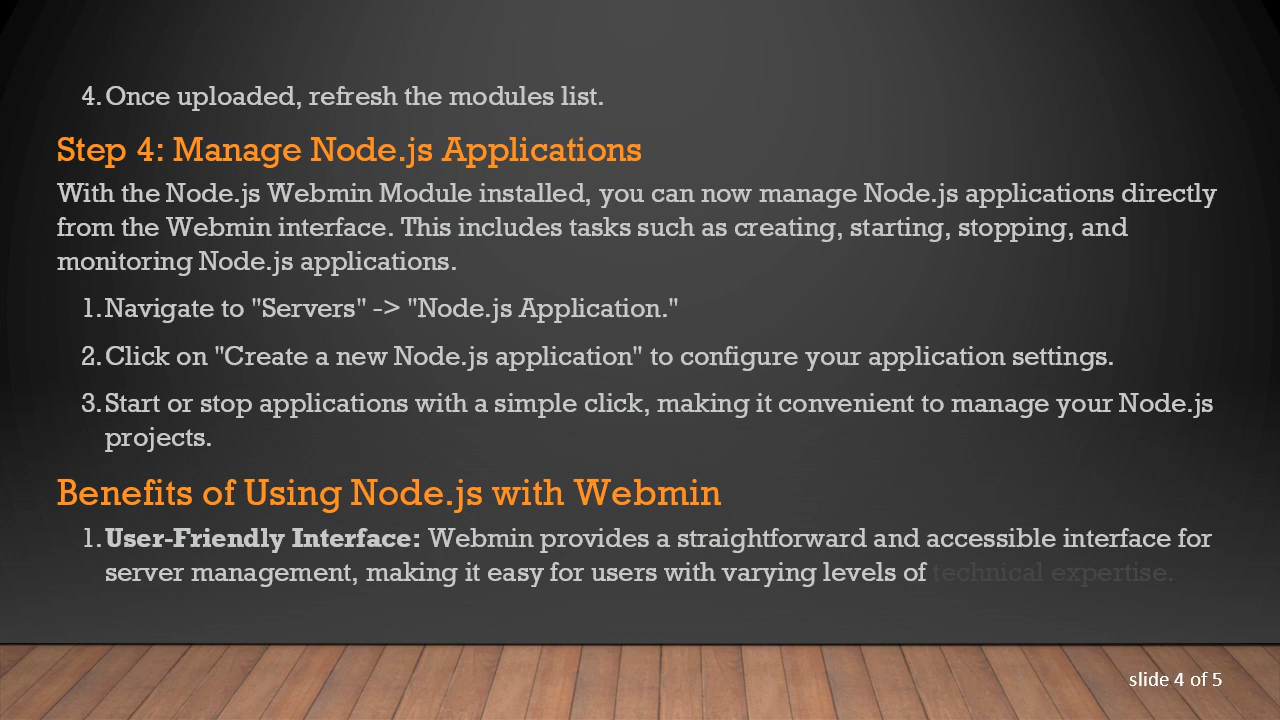 4. Once uploaded, refresh the modules list.
Step 4: Manage Node.js Applications
With the Node.js Webmin Module installed, you can now manage Node.js applications directly
from the Webmin interface. This includes tasks such as creating, starting, stopping, and
monitoring Node.js applications.
1. Navigate to "Servers" -> "Node.js Application."
2. Click on "Create a new Node.js application" to configure your application settings.
3. Start or stop applications with a simple click, making it convenient to manage your Node.js
projects.
Benefits of Using Node.js with Webmin
1. User-Friendly Interface: Webmin provides a straightforward and accessible interface for
server management, making it easy for users with varying levels of technical expertise.
slide 4 of 5